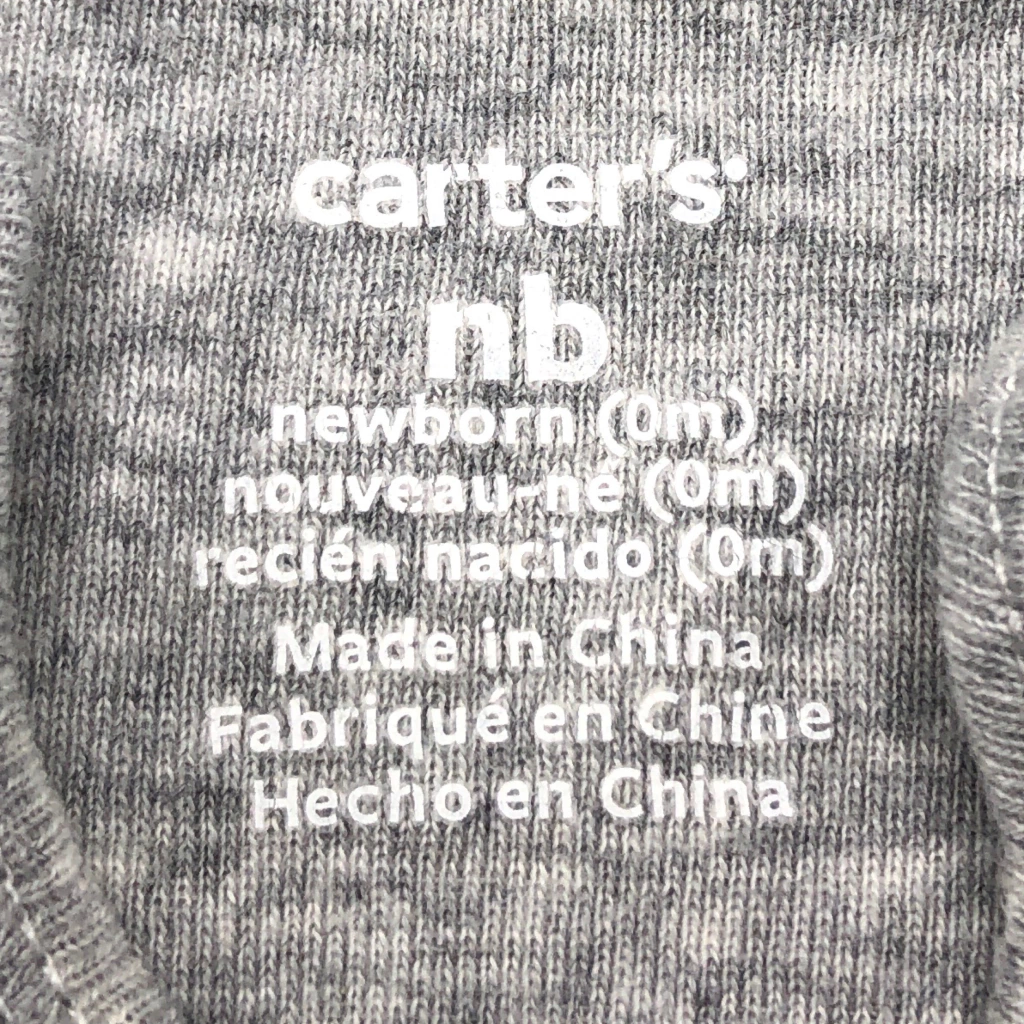 carter's
nb
newborn (0m)
nouveau-né (0m)
recién nacido (0m)
Made in China
Fabriqué en Chine
Hecho en China